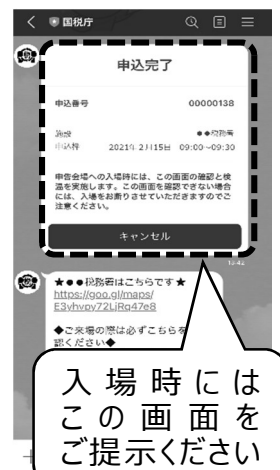 国税庁
申込完了
申込番号 00000138
施設 ●●税務署
申込枠 2021年2月15日 09:00~09:30
申告会場への入場時には、この画面の確認と検
温を実施します。この画面を確認できない場合
には、入場をお断りさせていただきますのでご
注意ください。
キャンセル
13:42
★●●税務署はこちらです★
https://goo.gl/maps/
E3yhvpy72LjRq47e8
◆ご来場の際は必ずこちらを
認ください◆
入場時には
この画面を
ご提示ください